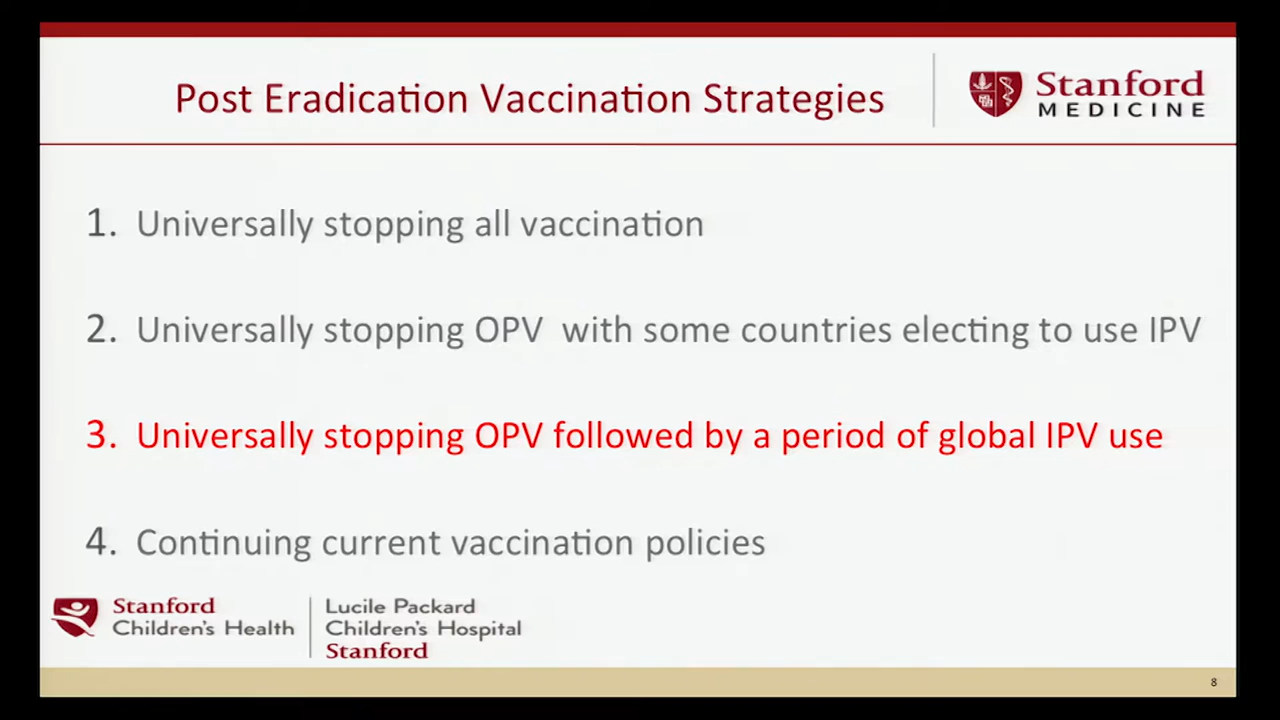 Post Eradication Vaccination Strategies
Stanford
MEDICINE
1. Universally stopping all vaccination
2. Universally stopping OPV with some countries electing to use IPV
3. Universally stopping OPV followed by a period of global IPV use
4. Continuing current vaccination policies
Stanford
Children's Health
Lucile Packard
Children's Hospital
Stanford
8